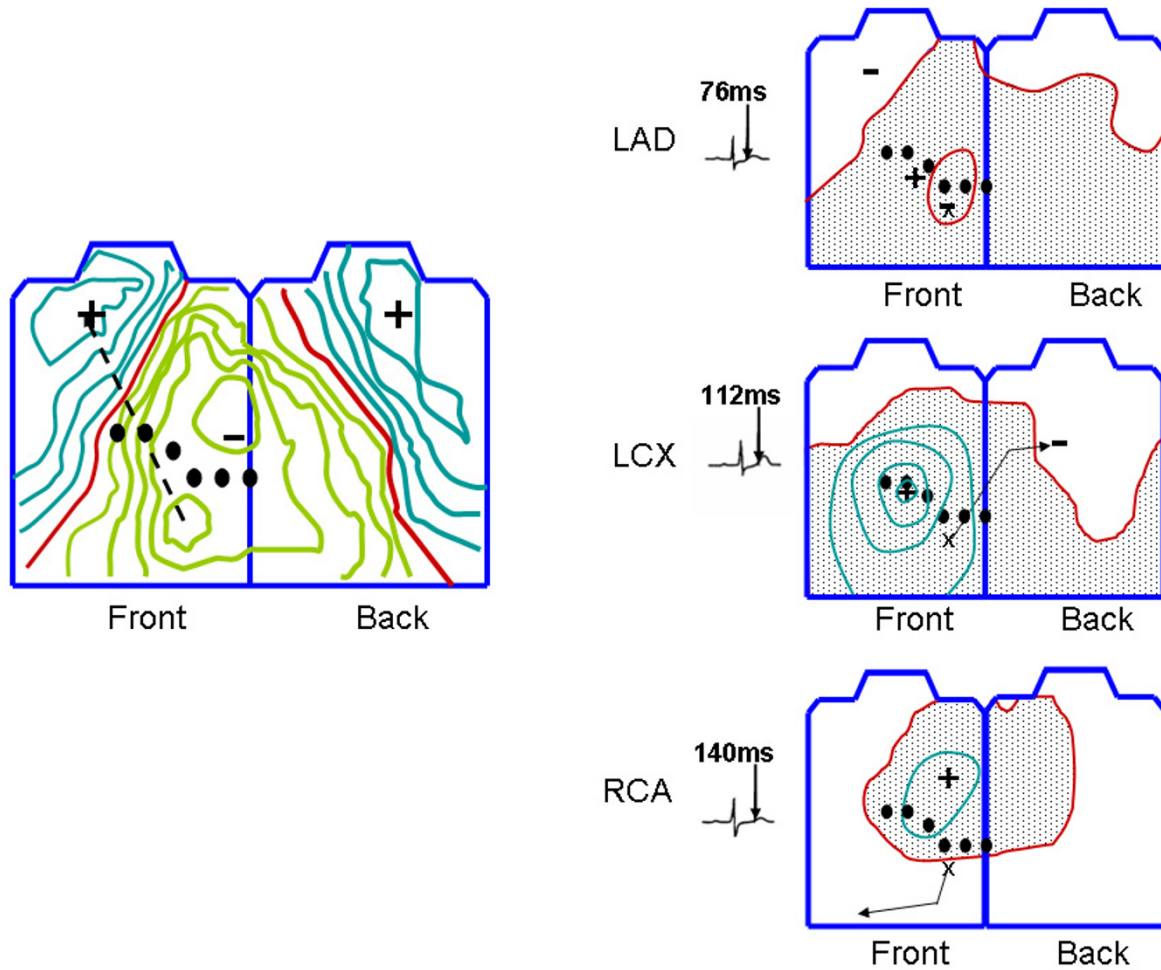 Front Back
76ms
LAD
-
+
-
x
Front Back
112ms
LCX
+
-
x
Front Back
140ms
RCA
+
x
Front Back
+
+
-